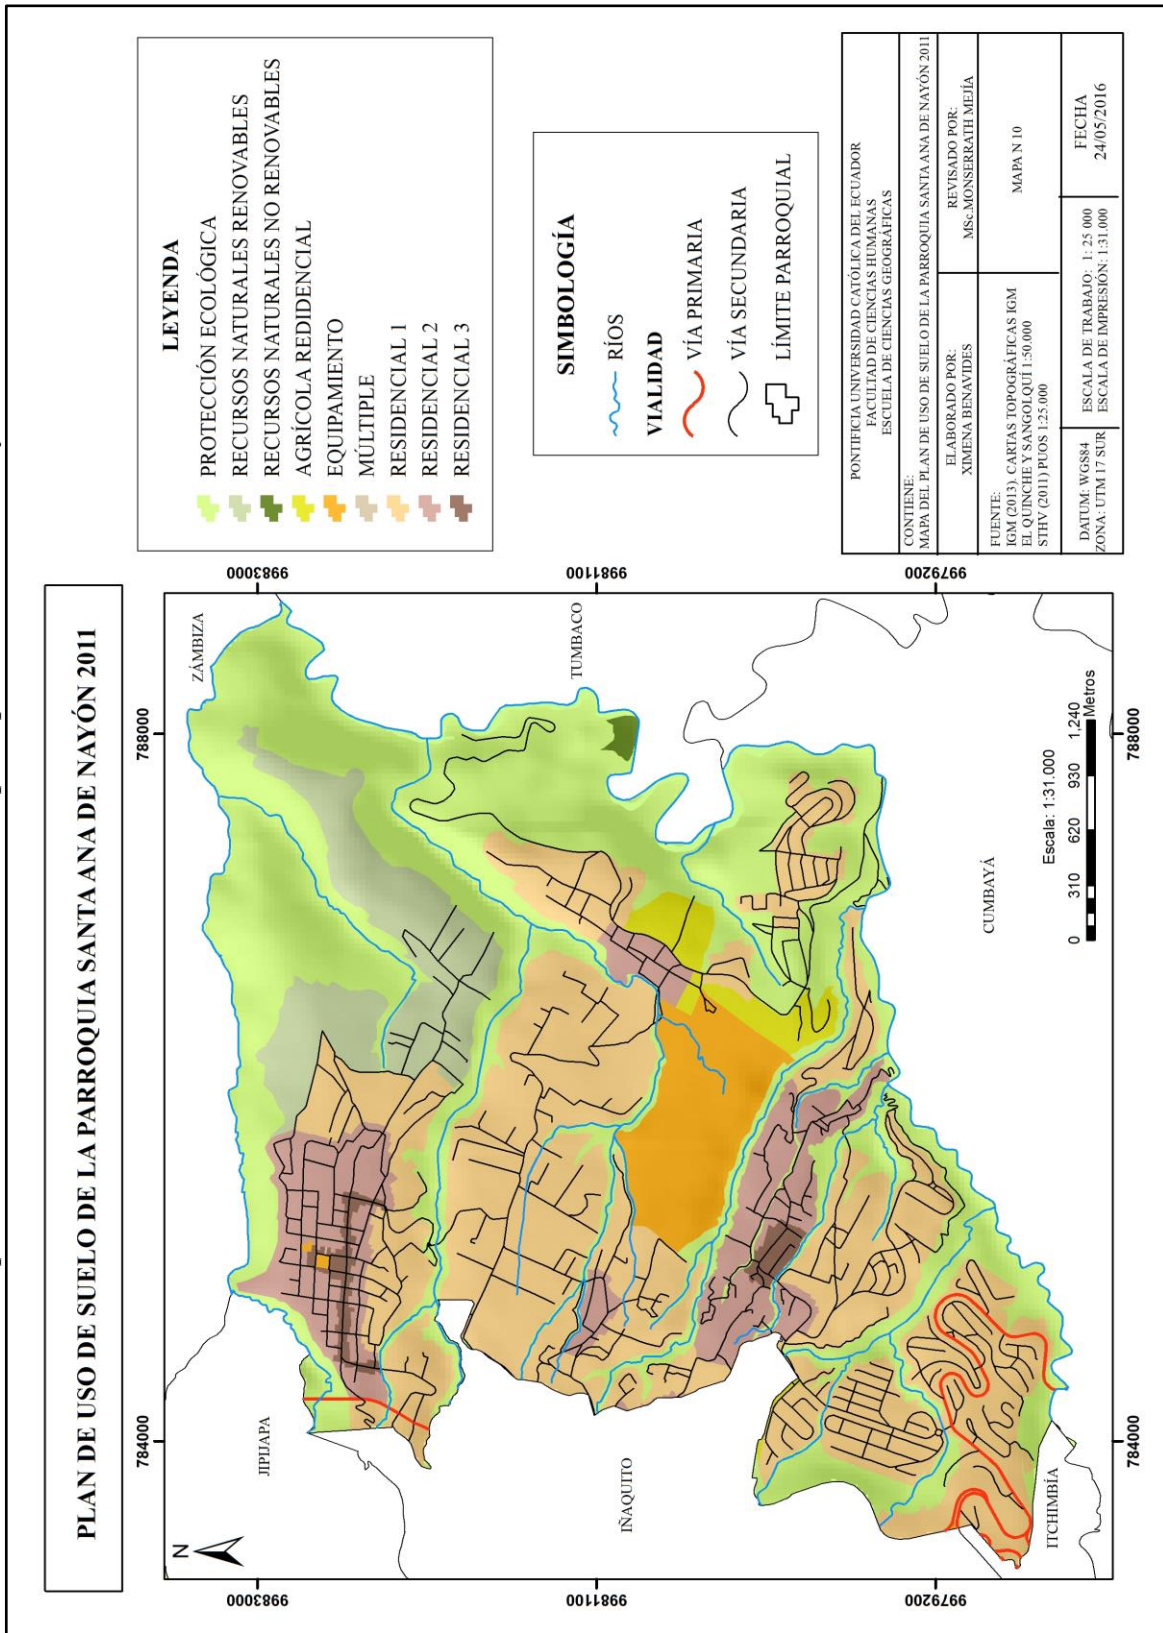 PLAN DE USO DE SUELO DE LA PARROQUIA SANTA ANA DE NAYÓN 2011
784000
788000
9983000
9981100
9979200
9983000
9981100
9979200
784000
788000
N
JIPIJAPA
ZÁMBIZA
IÑAQUITO
TUMBACO
CUMBAYÁ
ITCHIMBÍA
Escala: 1:31.000
0 310 620 930 1,240
Metros
LEYENDA
PROTECCIÓN ECOLÓGICA
RECURSOS NATURALES RENOVABLES
RECURSOS NATURALES NO RENOVABLES
AGRÍCOLA REDIDENCIAL
EQUIPAMIENTO
MÚLTIPLE
RESIDENCIAL 1
RESIDENCIAL 2
RESIDENCIAL 3
SIMBOLOGÍA
RÍOS
VIALIDAD
VÍA PRIMARIA
VÍA SECUNDARIA
LÍMITE PARROQUIAL
PONTIFICIA UNIVERSIDAD CATÓLICA DEL ECUADOR
FACULTAD DE CIENCIAS HUMANAS
ESCUELA DE CIENCIAS GEOGRÁFICAS
CONTIENE:
MAPA DEL PLAN DE USO DE SUELO DE LA PARROQUIA SANTA ANA DE NAYÓN 2011
ELABORADO POR:
XIMENA BENAVIDES
REVISADO POR:
MSc.MONSERRATH MEJÍA
FUENTE:
IGM (2013). CARTAS TOPOGRÁFICAS IGM
EL QUINCHE Y SANGOLQUÍ 1:50.000
STHV (2011) PUOS 1:25.000
MAPA N 10
DATUM: WGS84
ZONA: UTM 17 SUR
ESCALA DE TRABAJO: 1: 25 000
ESCALA DE IMPRESIÓN: 1:31.000
FECHA
24/05/2016